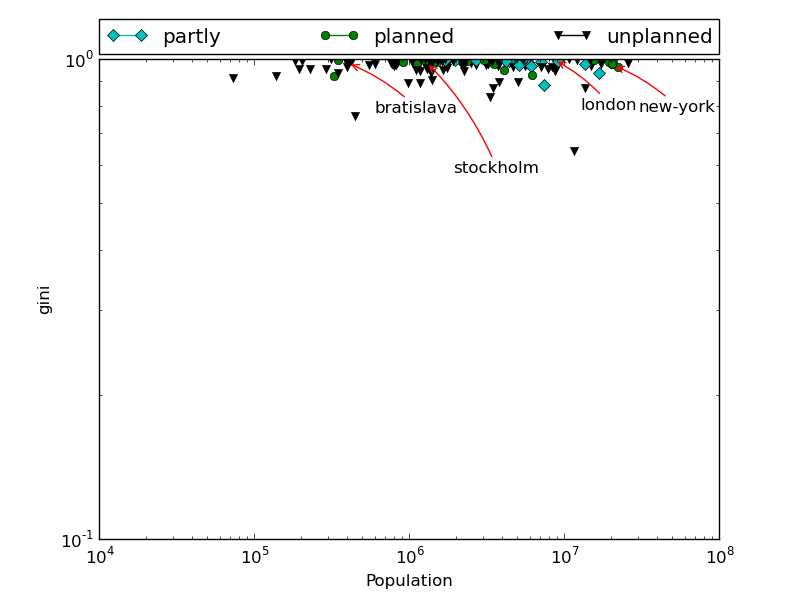 partly planned unplanned
10^0
bratislava
london new-york
stockholm
gini
10^-1
10^4 10^5 10^6 10^7 10^8
Population